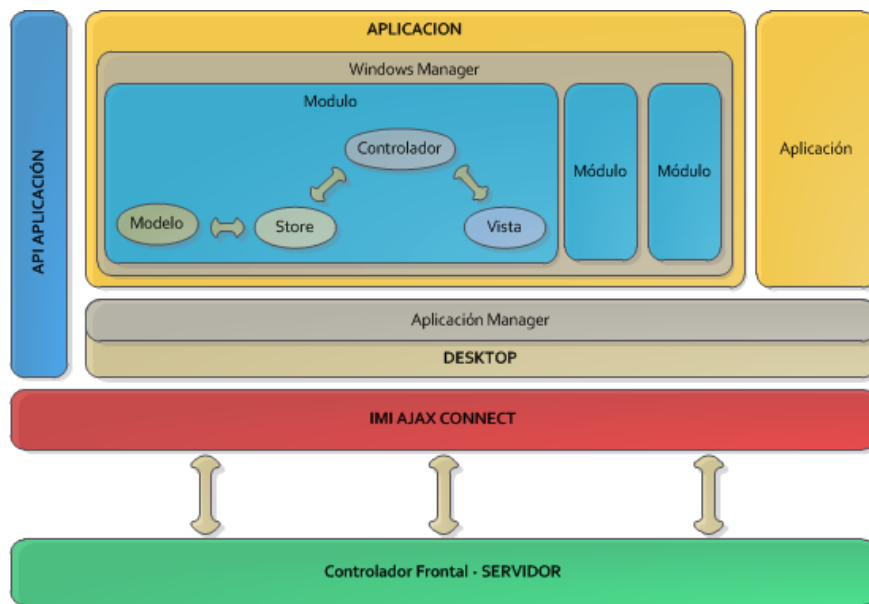 APLICACION
Windows Manager
Modulo
Controlador
Modelo
Store
Vista
Módulo
Módulo
Aplicación
API APLICACIÓN
Aplicación Manager
DESKTOP
IMI AJAX CONNECT
Controlador Frontal - SERVIDOR